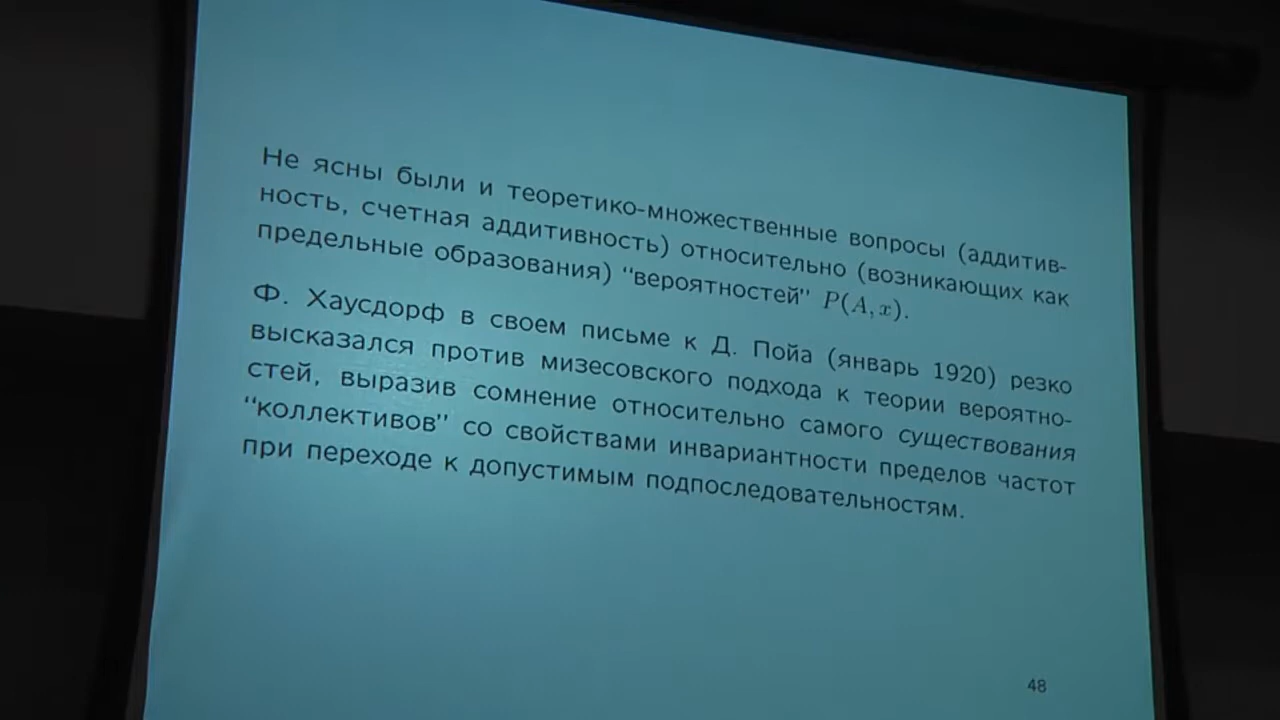 Не ясны были и теоретико-множественные вопросы (аддитив-
ность, счетная аддитивность) относительно (возникающих как
предельные образования) “вероятностей” P(A, x).
Ф. Хаусдорф в своем письме к Д. Пойа (январь 1920) резко
высказался против мизесовского подхода к теории вероятно-
стей, выразив сомнение относительно самого существования
“коллективов” со свойствами инвариантности пределов частот
при переходе к допустимым подпоследовательностям.
48